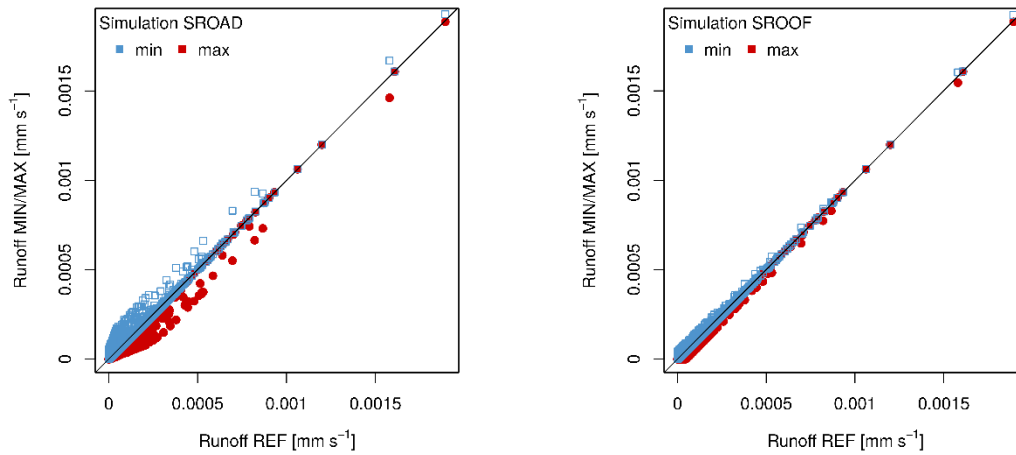 Simulation SROAD
min max
Runoff MIN/MAX [mm s⁻¹]
0.0015
0.001
0.0005
0
0 0.0005 0.001 0.0015
Runoff REF [mm s⁻¹]
Simulation SROOF
min max
Runoff MIN/MAX [mm s⁻¹]
0.0015
0.001
0.0005
0
0 0.0005 0.001 0.0015
Runoff REF [mm s⁻¹]